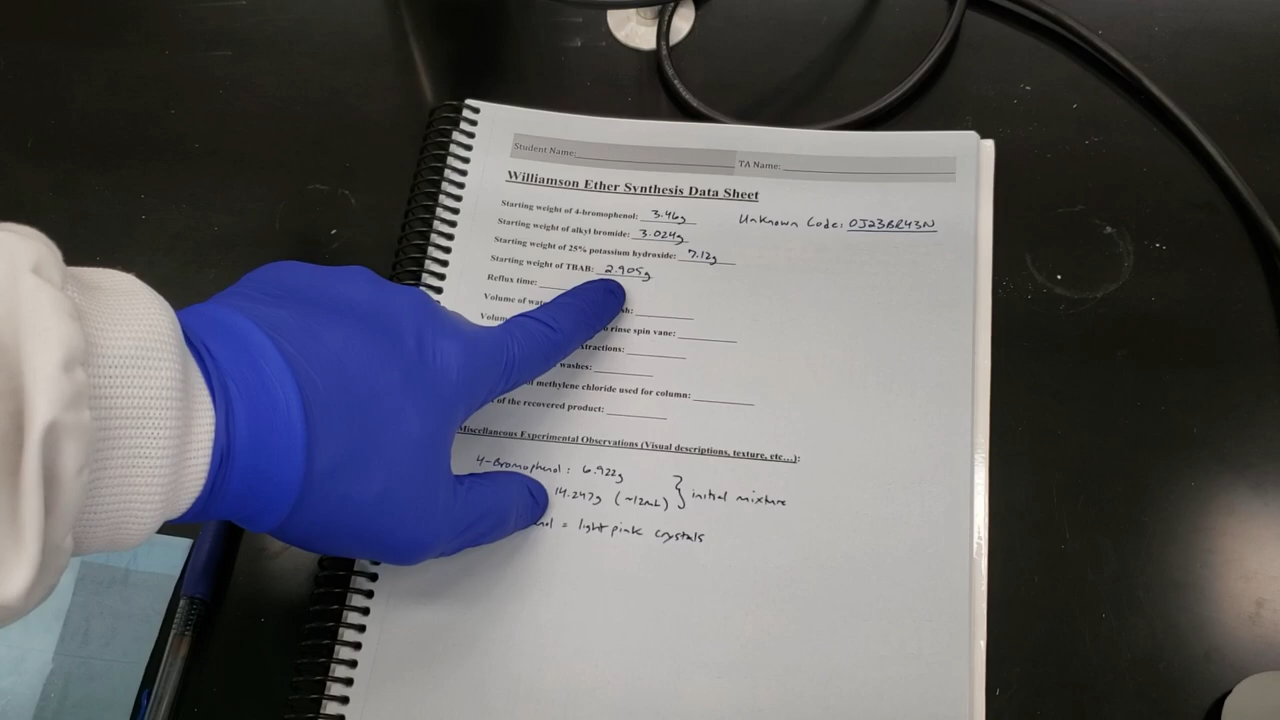 Student Name: TA Name:
Williamson Ether Synthesis Data Sheet
Starting weight of 4-bromophenol: 3.46g Unknown Code: OJ23BR43N
Starting weight of alkyl bromide: 3.024g
Starting weight of 25% potassium hydroxide: 7.12g
Starting weight of TBAB: 2.905g
Reflux time:
Volume of
rinse spin vane:
washes:
methylene chloride used for column:
of the recovered product:
Miscellaneous Experimental Observations (Visual descriptions, texture, etc...):
4-Bromophenol: 6.922g
14.247g (~12mL) } initial mixture
= light pink crystals